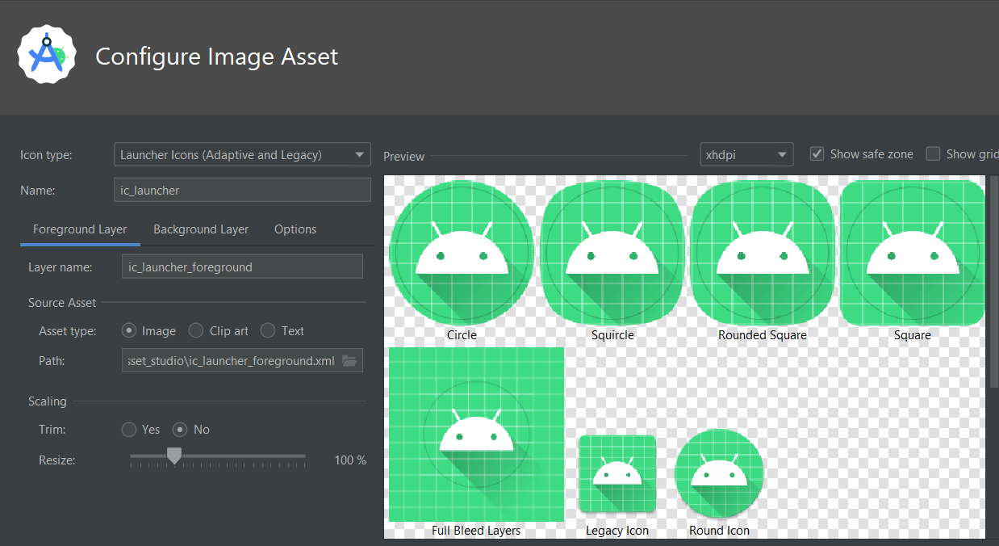 Configure Image Asset
Icon type: Launcher Icons (Adaptive and Legacy)
Name: ic_launcher
Foreground Layer Background Layer Options
Layer name: ic_launcher_foreground
Source Asset
Asset type: Image Clip art Text
Path: sset_studio\ic_launcher_foreground.xml
Scaling
Trim: Yes No
Resize: 100 %
Preview xhdpi Show safe zone Show grid
Circle Squircle Rounded Square Square
Full Bleed Layers Legacy Icon Round Icon